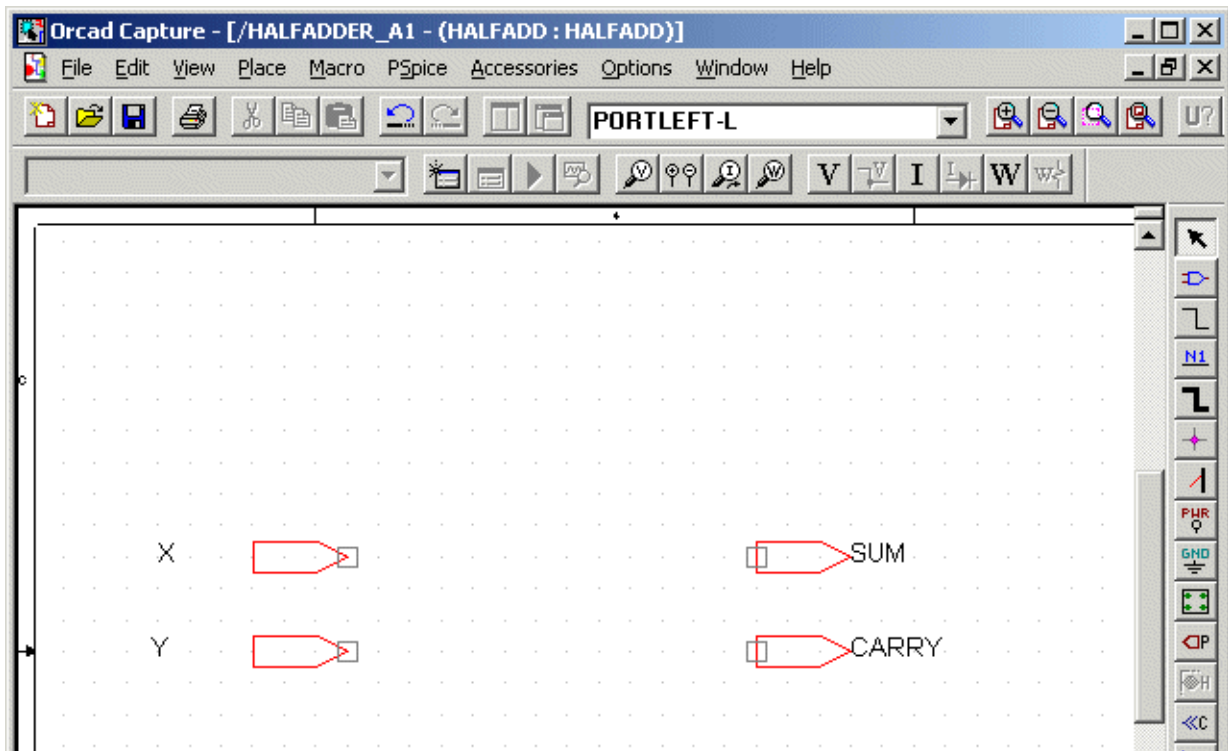 Orcad Capture - [/HALFADDER_A1 - (HALFADD : HALFADD)]
File Edit View Place Macro PSpice Accessories Options Window Help
PORTLEFT-L U?
V I W V I V I W W
N1
C
PWR
GND
X SUM
P
Y CARRY
H
C